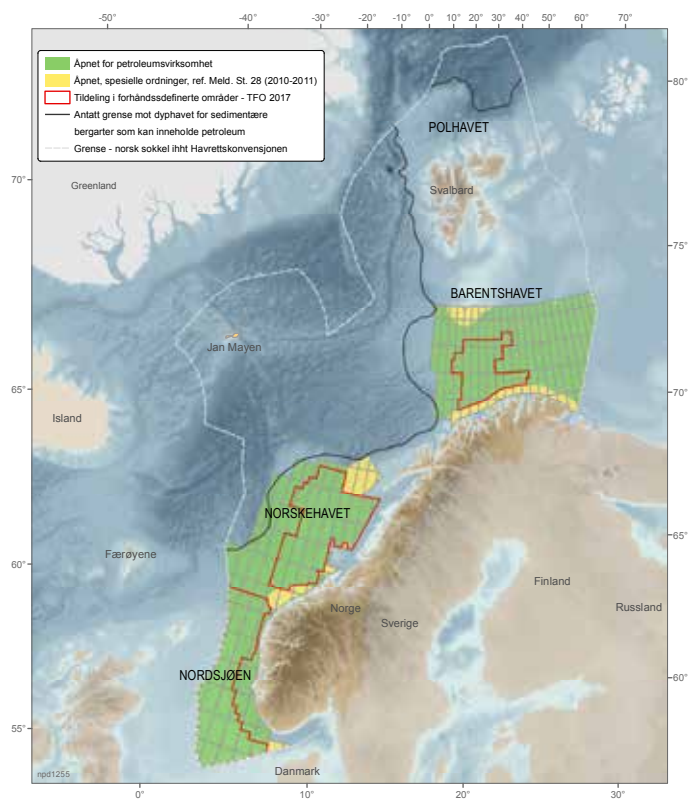 -50° -40° -30° -20° -10° 0° 10° 20° 30° 40° 50° 60° 70°
Åpnet for petroleumsvirksomhet
Åpnet, spesielle ordninger, ref. Meld. St. 28 (2010-2011)
Tildeling i forhåndssdefinerte områder - TFO 2017
Antatt grense mot dyphavet for sedimentære
bergarter som kan inneholde petroleum
Grense - norsk sokkel ihht Havrettskonvensjonen
80°
POLHAVET
70°
Greenland
Svalbard
75°
BARENTSHAVET
Jan Mayen
65°
70°
Island
NORSKEHAVET
65°
Færøyene
60°
Finland
Norge
Russland
Sverige
NORDSJØEN
60°
55°
npd1255
Danmark
0° 10° 20° 30°